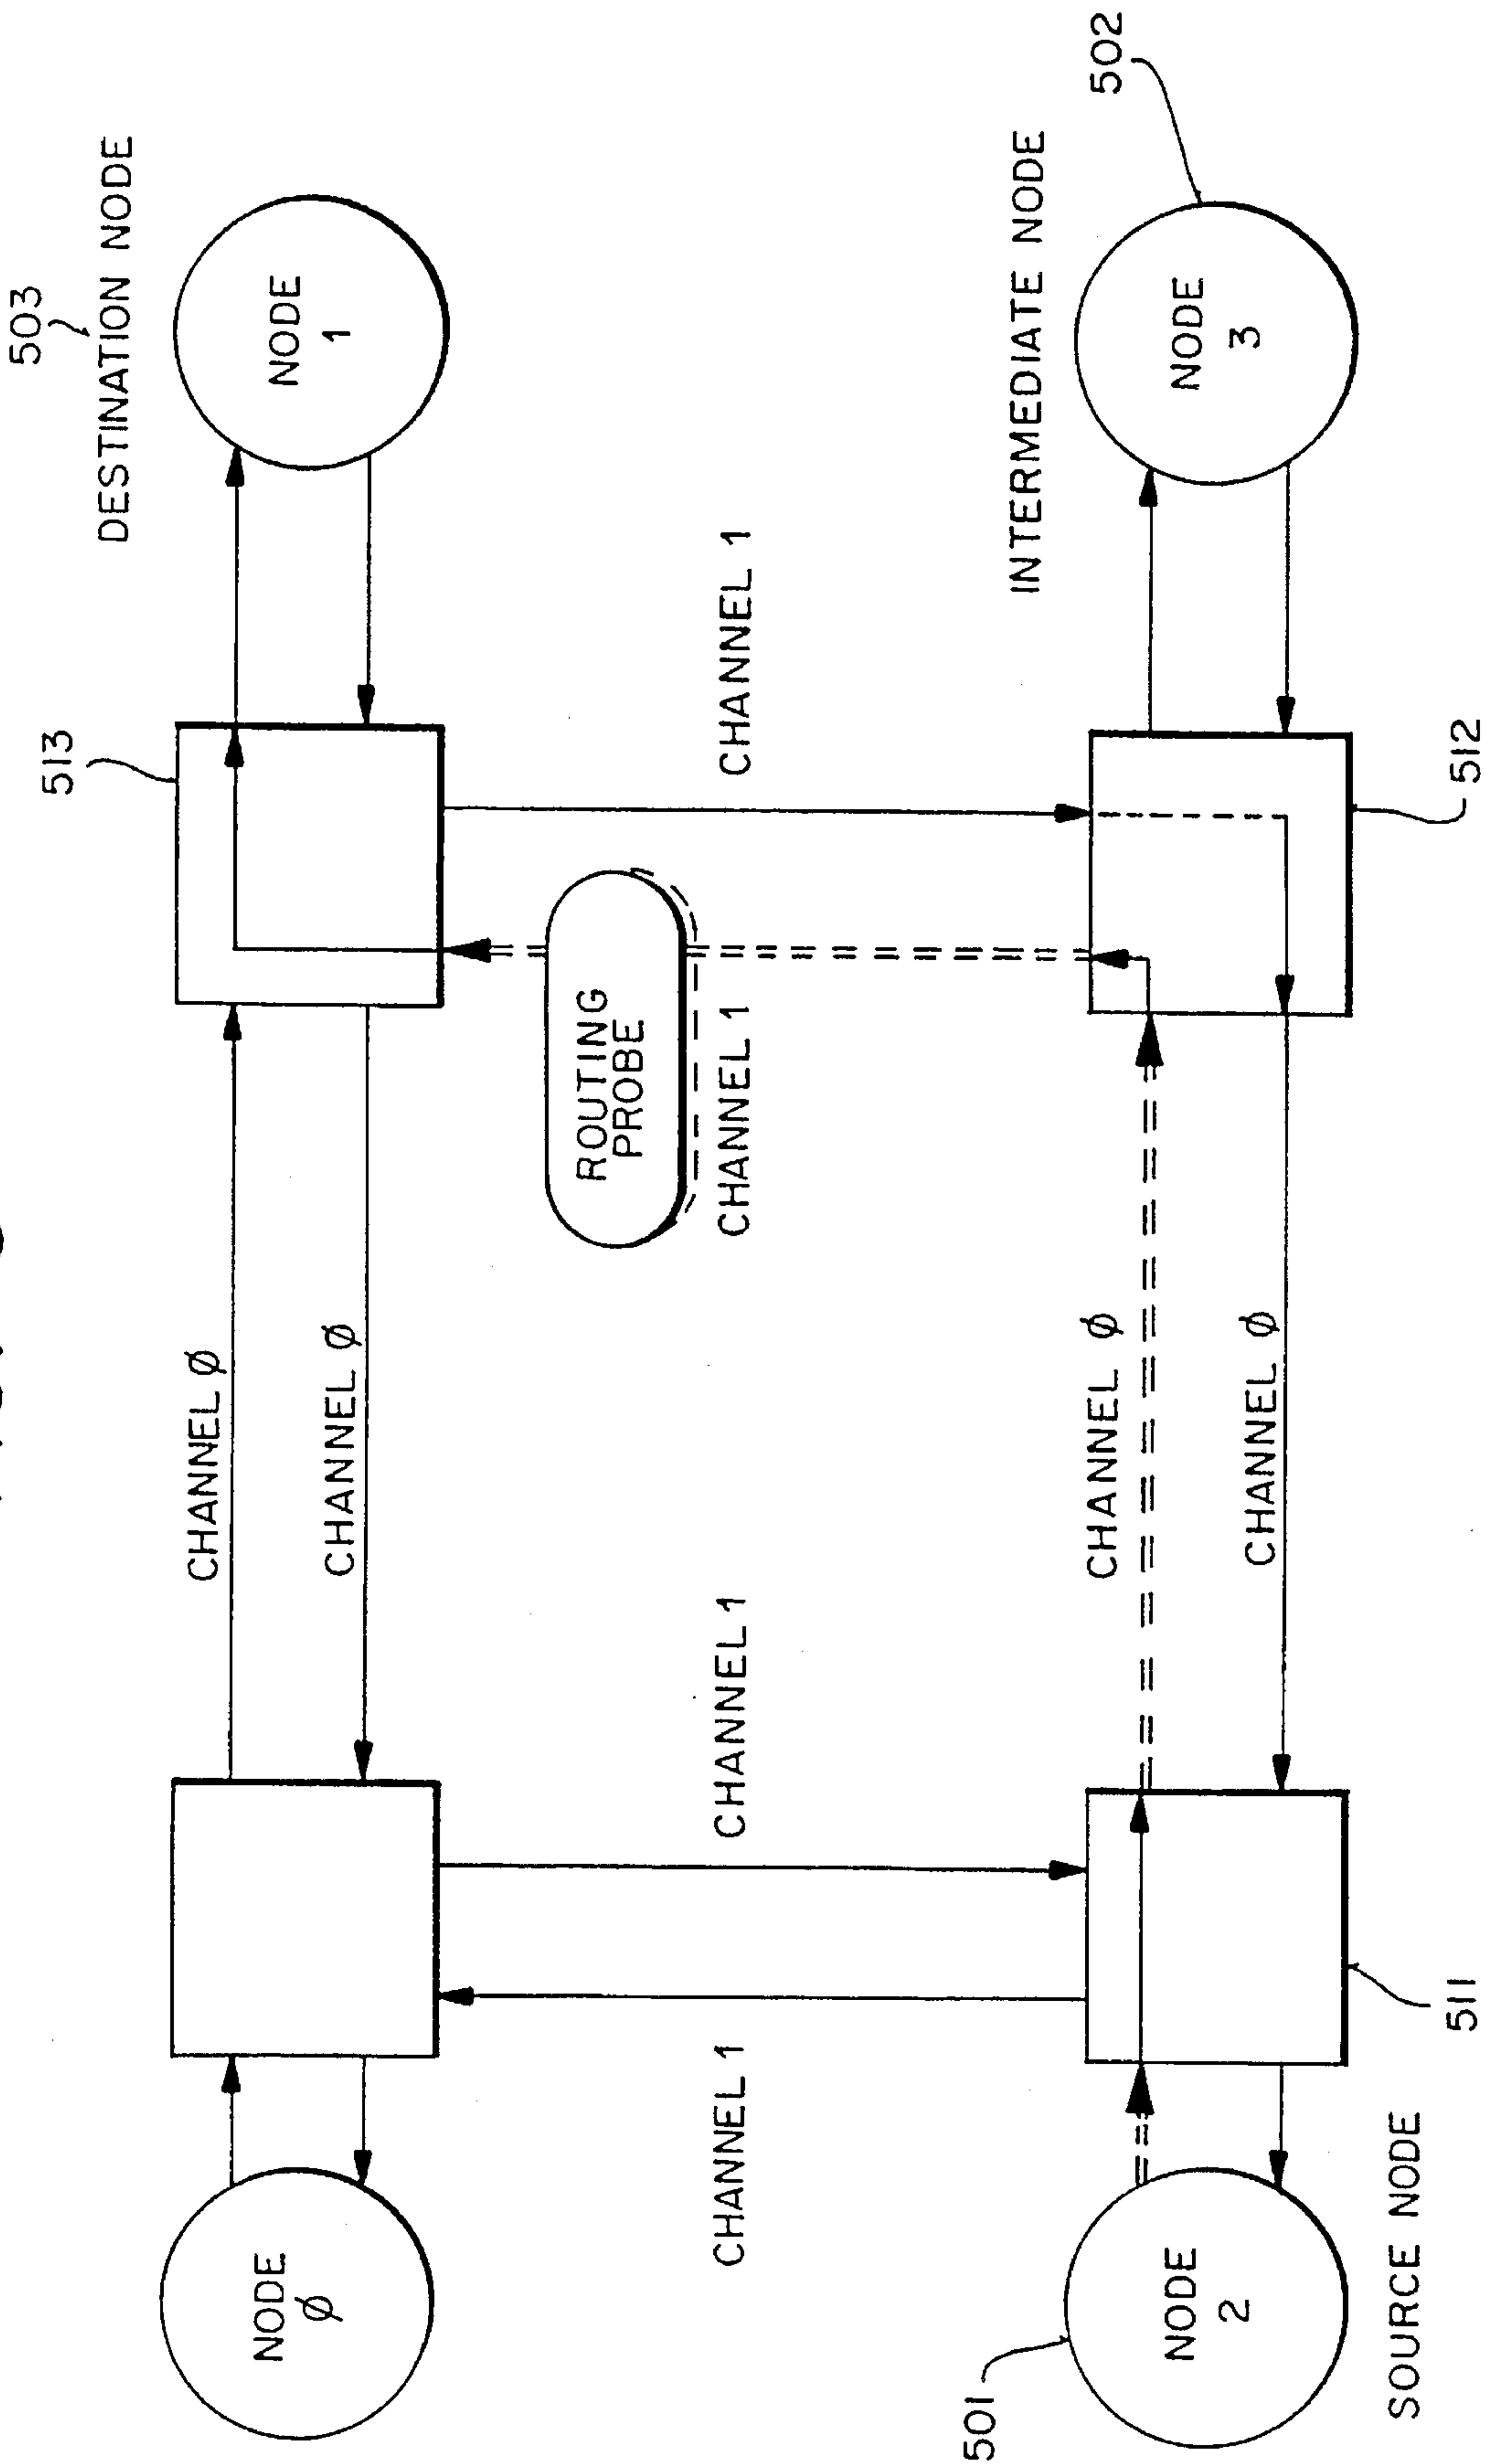 503
513
DESTINATION NODE
CHANNEL Ø
NODE
Ø
NODE
1
CHANNEL Ø
ROUTING
PROBE
CHANNEL 1
CHANNEL 1
CHANNEL 1
CHANNEL 1
501
INTERMEDIATE NODE
CHANNEL Ø
502
NODE
2
NODE
3
CHANNEL Ø
SOURCE NODE
511
512